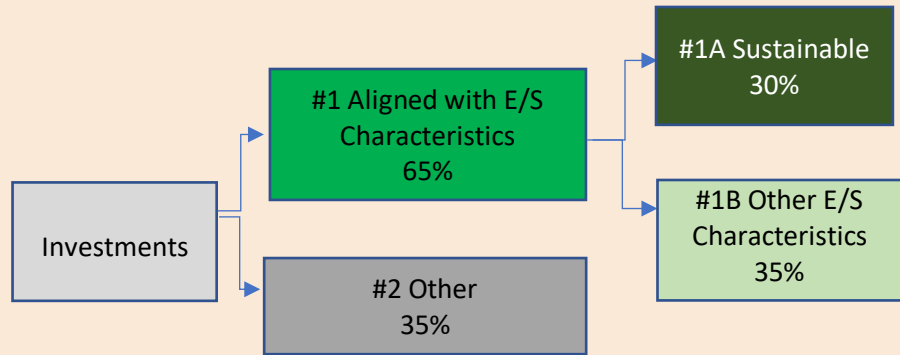 Investments
#1 Aligned with E/S
Characteristics
65%
#2 Other
35%
#1A Sustainable
30%
#1B Other E/S
Characteristics
35%